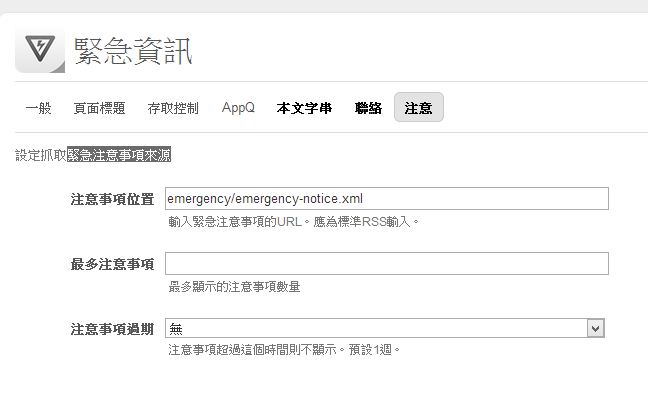 緊急資訊
一般 頁面標題 存取控制 AppQ 本文字串 聯絡 注意
設定抓取緊急注意事項來源
注意事項位置 emergency/emergency-notice.xml
輸入緊急注意事項的URL。應為標準RSS輸入。
最多注意事項
最多顯示的注意事項數量
注意事項過期 無
注意事項超過這個時間則不顯示。預設1週。